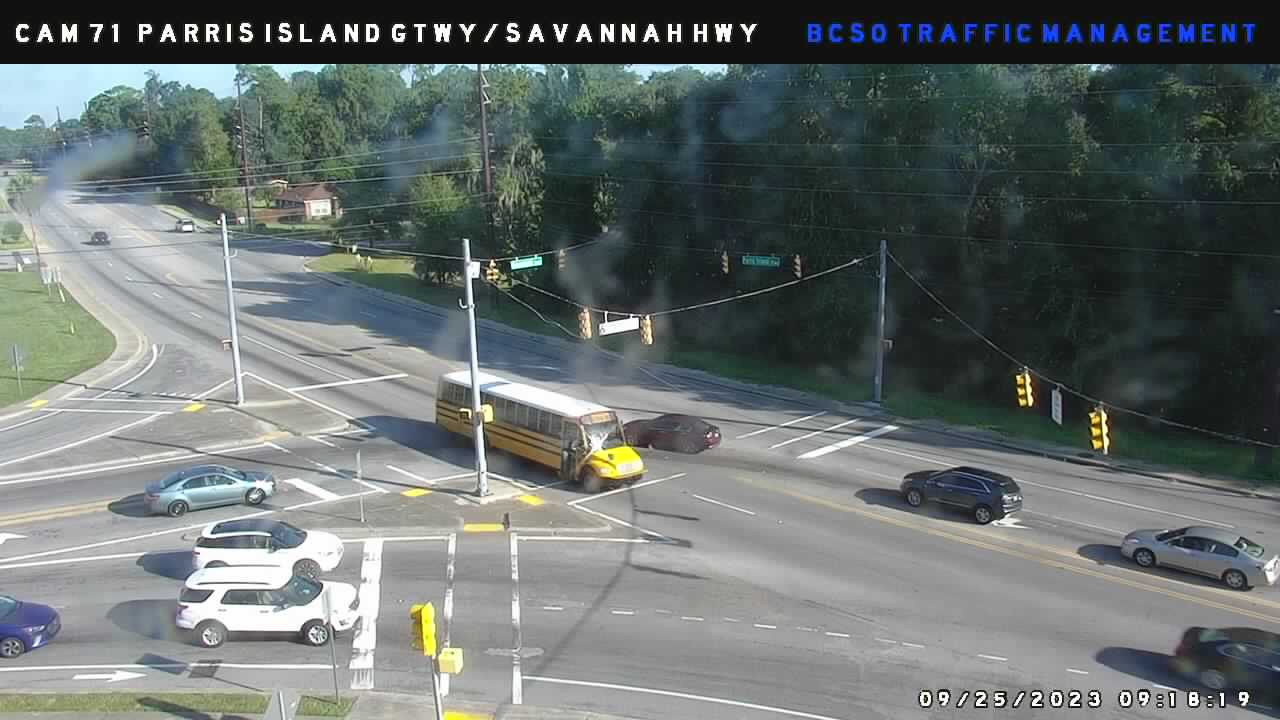 CAM 71 PARRIS ISLAND GTWY/SAVANNAH HWY
BCSO TRAFFIC MANAGEMENT
09/25/2023 09:18:19